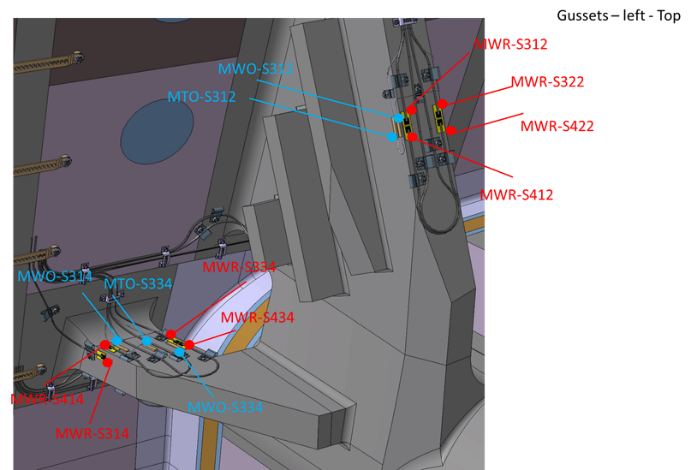 Gussets – left - Top
MWR-S312
MWO-S312
MWR-S322
MTO-S312
MWR-S422
MWR-S412
MWR-S334
MWO-S314
MTO-S334
MWR-S434
MWR-S414
MWO-S334
MWR-S314